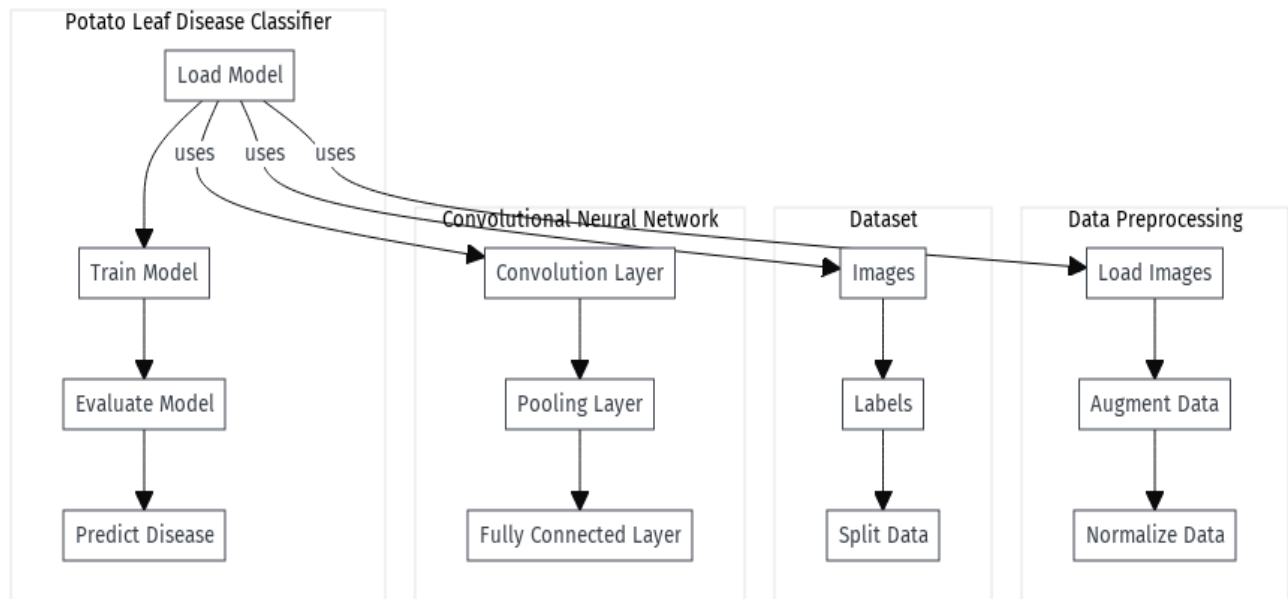 Potato Leaf Disease Classifier
Load Model
uses
uses
uses
Train Model
Evaluate Model
Predict Disease
Convolutional Neural Network
Convolution Layer
Pooling Layer
Fully Connected Layer
Dataset
Images
Labels
Split Data
Data Preprocessing
Load Images
Augment Data
Normalize Data